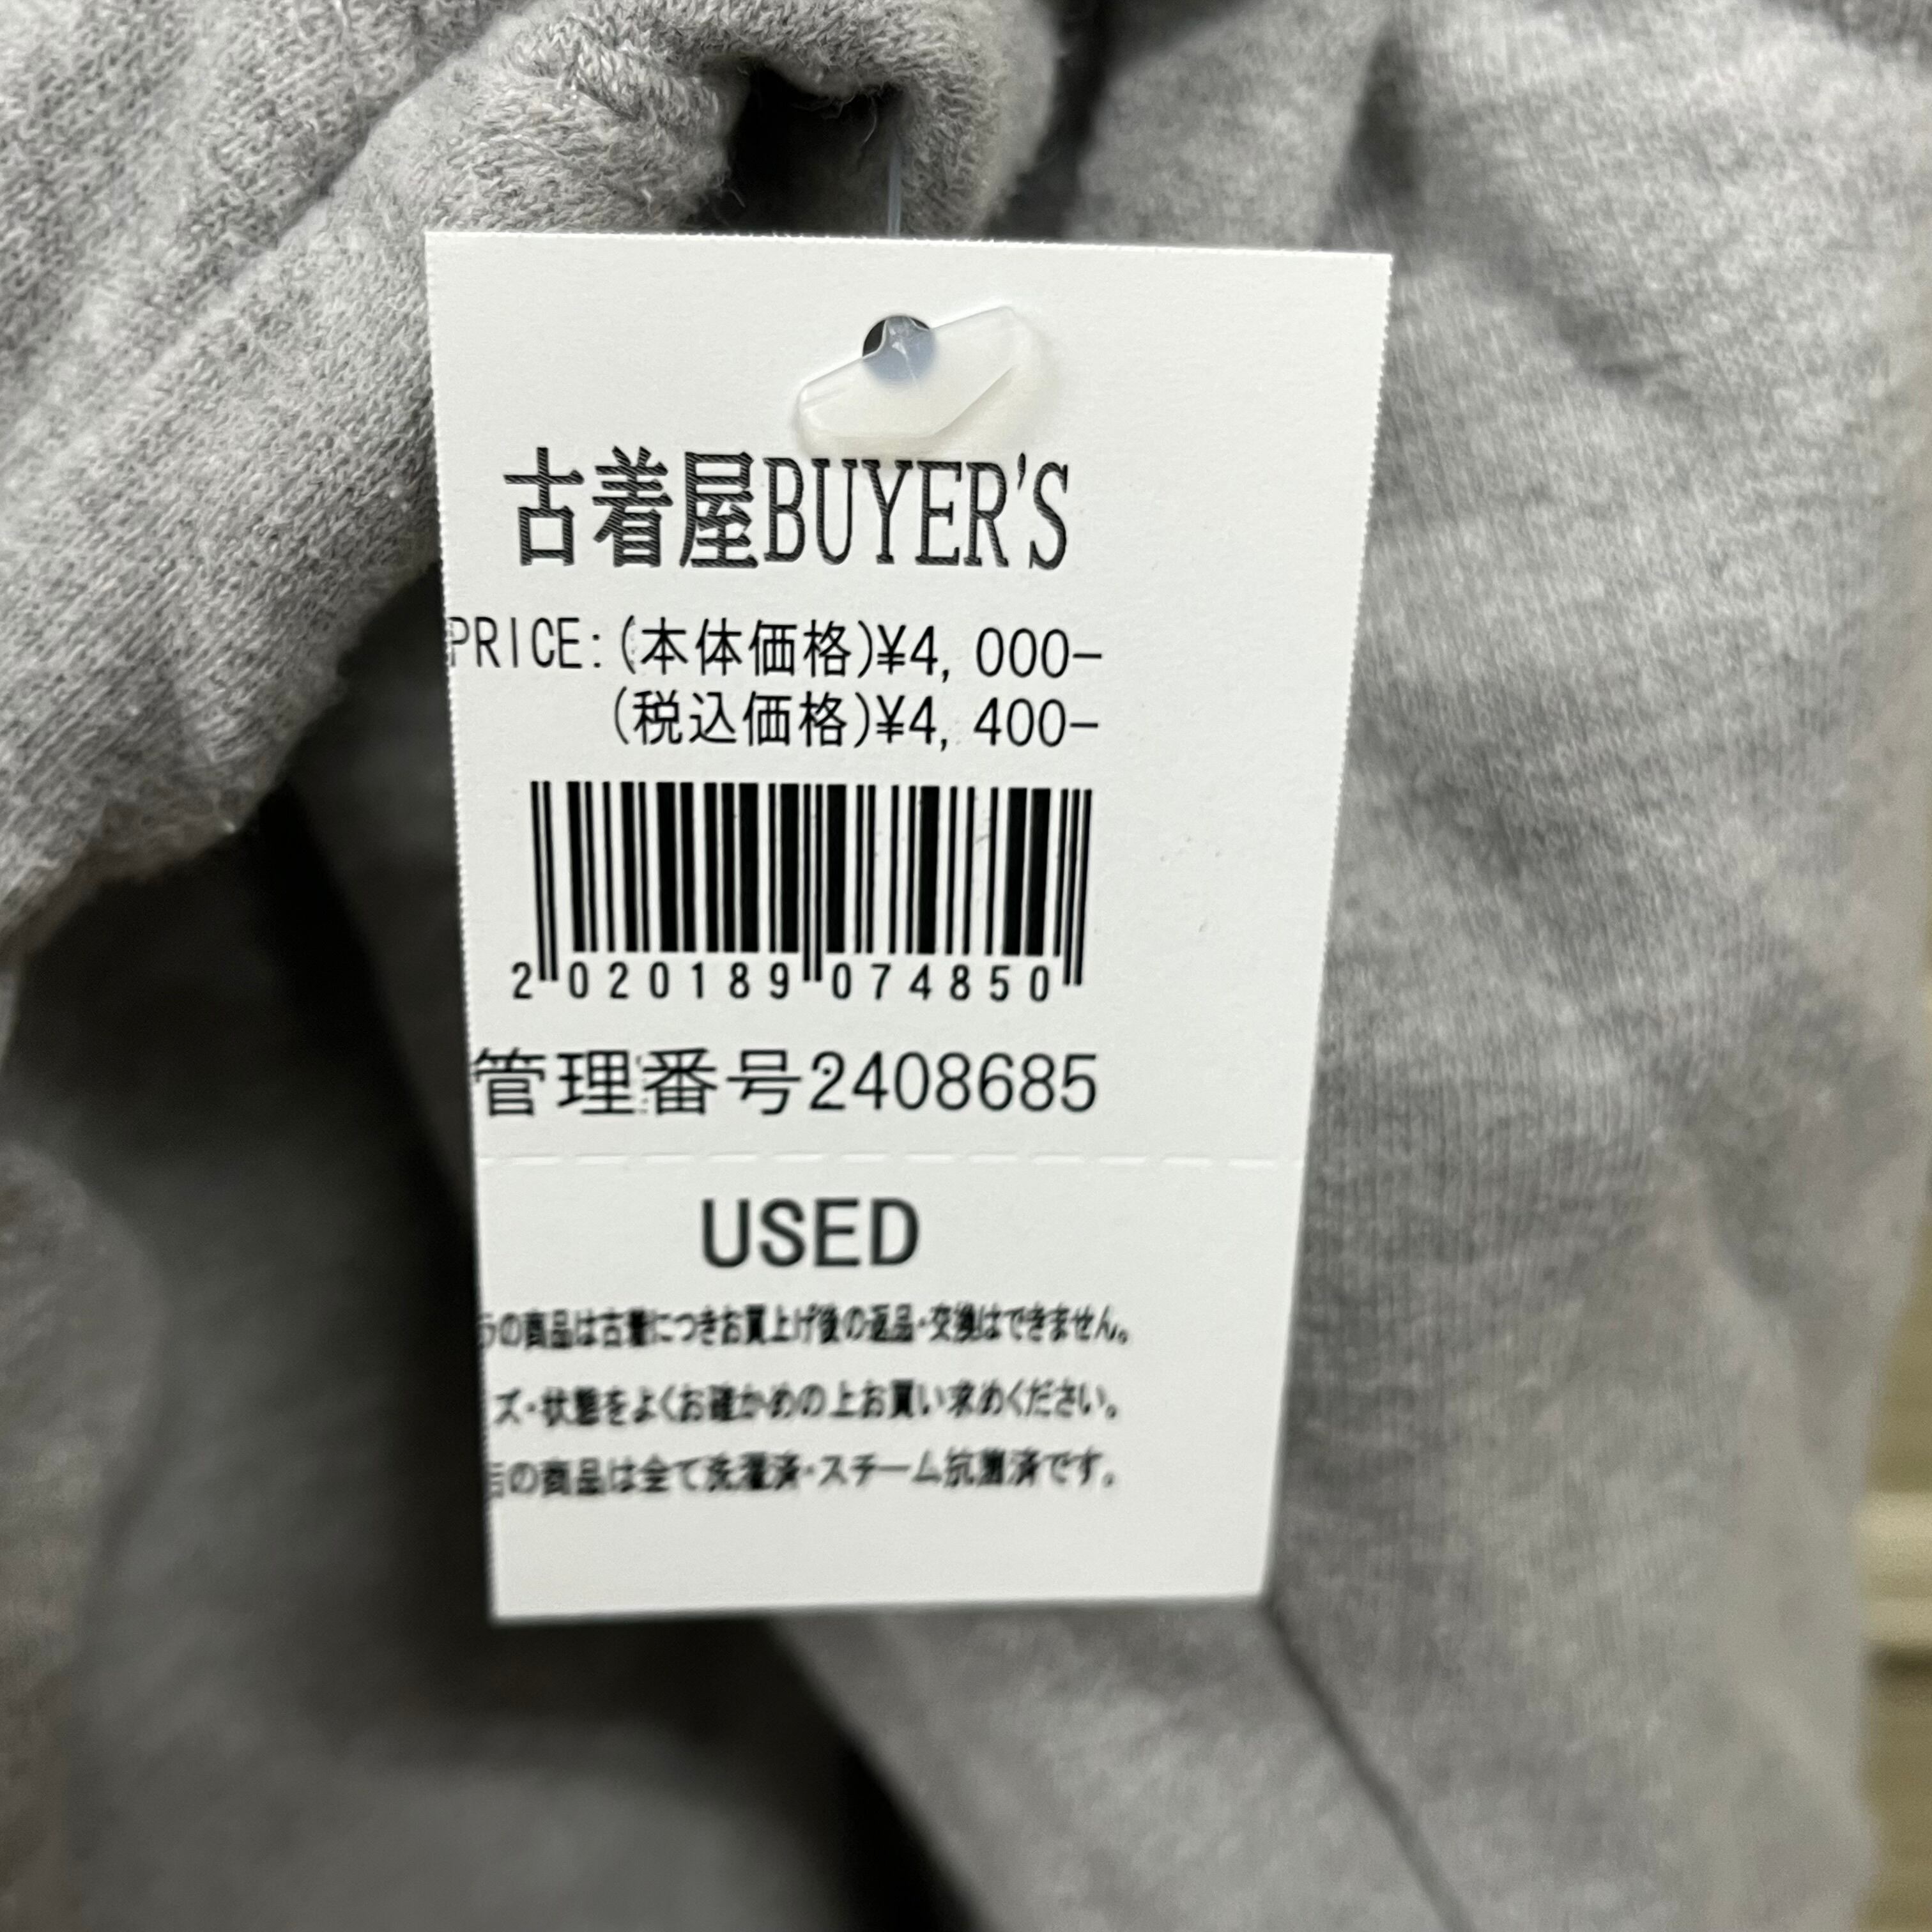 古着屋BUYER'S
PRICE:(本体価格)¥4,000-
(税込価格)¥4,400-
2 020189 074850
管理番号2408685
USED
の商品は古着につきお買上げ後の返品・交換はできません。
ズ・状態をよくお確かめの上お買い求めください。
の商品は全て洗濯済・スチーム抗菌済です。